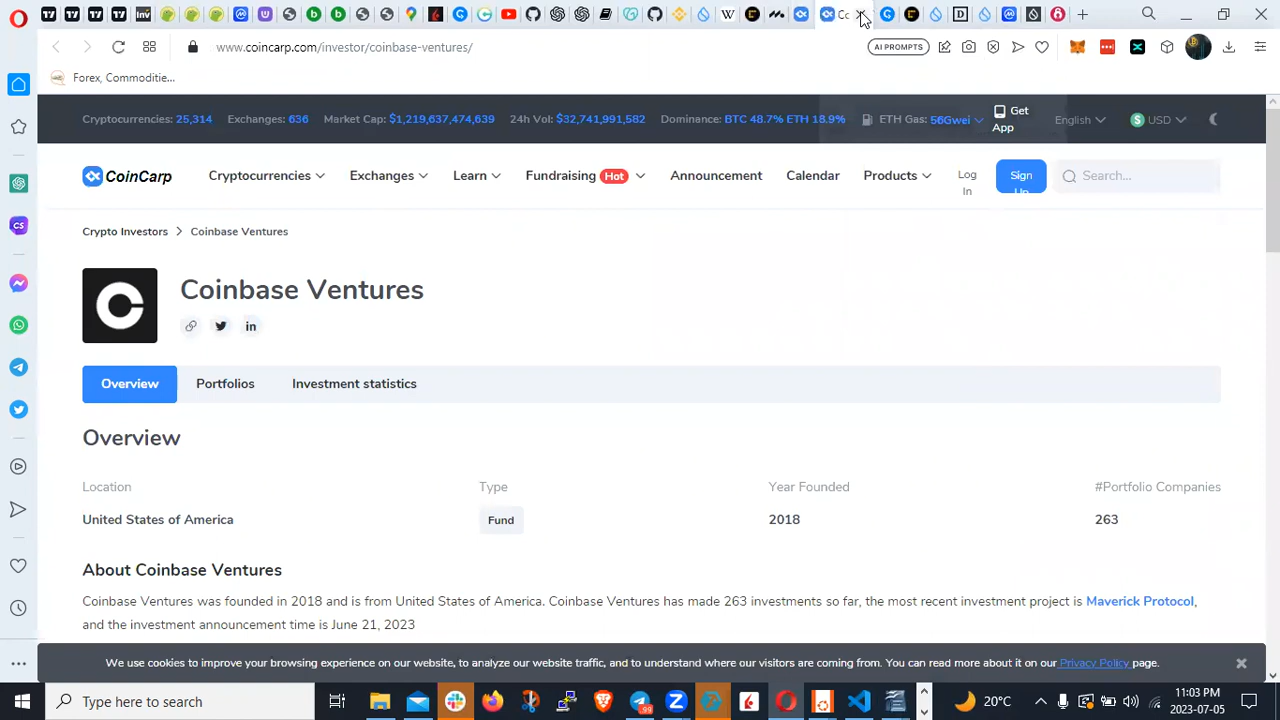 Cc
www.coincarp.com/investor/coinbase-ventures/
AI PROMPTS
Forex, Commoditie...
Cryptocurrencies: 25,314 Exchanges: 636 Market Cap: $1,219,637,474,639 24h Vol: $32,741,991,582 Dominance: BTC 48.7% ETH 18.9% ETH Gas: 56Gwei Get App English USD
CoinCarp Cryptocurrencies Exchanges Learn Fundraising Hot Announcement Calendar Products Log In Sign Up Search...
Crypto Investors > Coinbase Ventures
Coinbase Ventures
Overview Portfolios Investment statistics
Overview
Location Type Year Founded #Portfolio Companies
United States of America Fund 2018 263
About Coinbase Ventures
Coinbase Ventures was founded in 2018 and is from United States of America. Coinbase Ventures has made 263 investments so far, the most recent investment project is Maverick Protocol,
and the investment announcement time is June 21, 2023
We use cookies to improve your browsing experience on our website, to analyze our website traffic, and to understand where our visitors are coming from. You can read more about it on our Privacy Policy page.
Type here to search
20°C
11:03 PM
2023-07-05